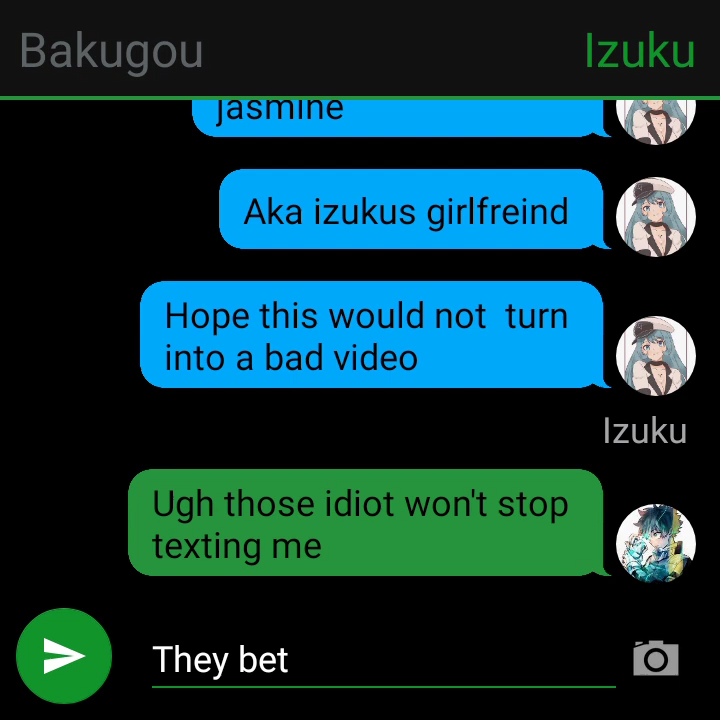 Bakugou
Izuku
jasmine
Aka izukus girlfreind
Hope this would not  turn
into a bad video
Izuku
Ugh those idiot won't stop
texting me
They bet